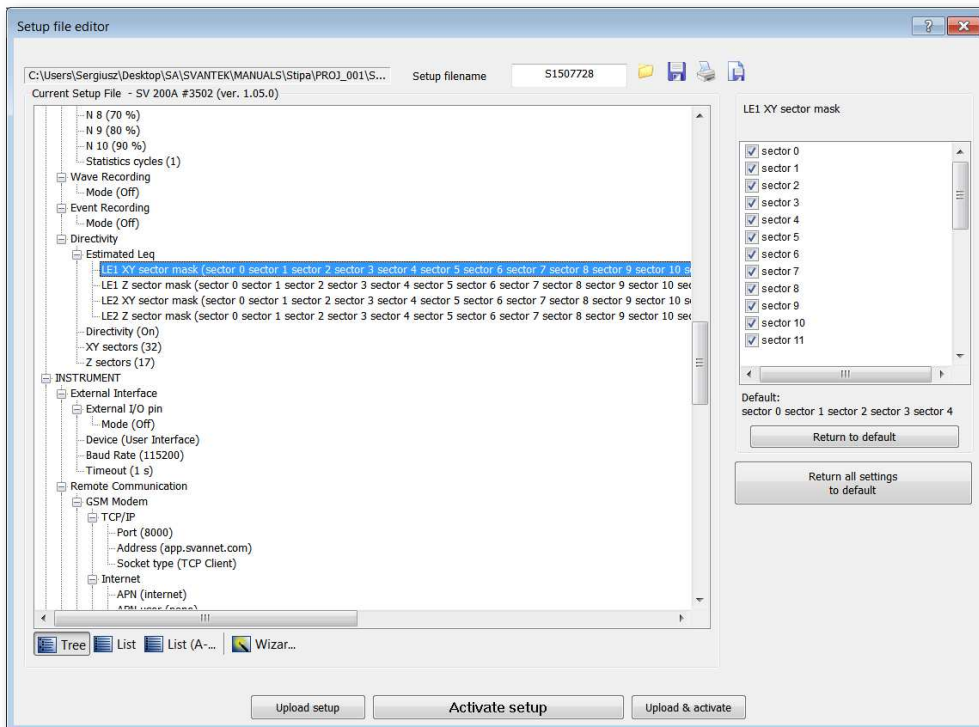 Setup file editor
C:\Users\Sergiusz\Desktop\SA\SVANTEK\MANUALS\Stipa\PROJ_001\S...
Setup filename
S1507728
Current Setup File - SV 200A #3502 (ver. 1.05.0)
N 8 (70 %)
N 9 (80 %)
N 10 (90 %)
Statistics cycles (1)
Wave Recording
Mode (Off)
Event Recording
Mode (Off)
Directivity
Estimated Leq
LE1 XY sector mask (sector 0 sector 1 sector 2 sector 3 sector 4 sector 5 sector 6 sector 7 sector 8 sector 9 sector 10 s
LE1 Z sector mask (sector 0 sector 1 sector 2 sector 3 sector 4 sector 5 sector 6 sector 7 sector 8 sector 9 sector 10 sec
LE2 XY sector mask (sector 0 sector 1 sector 2 sector 3 sector 4 sector 5 sector 6 sector 7 sector 8 sector 9 sector 10 s
LE2 Z sector mask (sector 0 sector 1 sector 2 sector 3 sector 4 sector 5 sector 6 sector 7 sector 8 sector 9 sector 10 sec
Directivity (On)
XY sectors (32)
Z sectors (17)
INSTRUMENT
External Interface
External I/O pin
Mode (Off)
Device (User Interface)
Baud Rate (115200)
Timeout (1 s)
Remote Communication
GSM Modem
TCP/IP
Port (8000)
Address (app.svannet.com)
Socket type (TCP Client)
Internet
APN (internet)
APN user (none)
Tree
List
List (A-...
Wizar...
LE1 XY sector mask
sector 0
sector 1
sector 2
sector 3
sector 4
sector 5
sector 6
sector 7
sector 8
sector 9
sector 10
sector 11
Default:
sector 0 sector 1 sector 2 sector 3 sector 4
Return to default
Return all settings
to default
Upload setup
Activate setup
Upload & activate